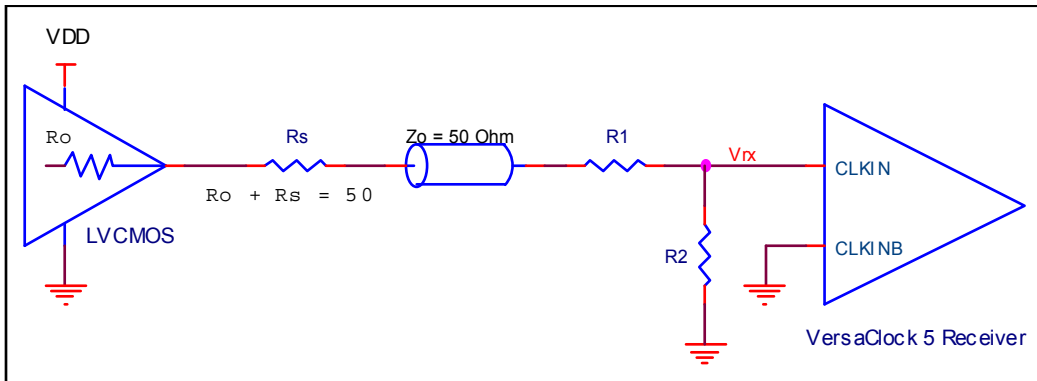 VDD
Ro
Rs
Zo = 50 Ohm
R1
Vrx
CLKIN
Ro + Rs = 50
LVCMOS
R2
CLKINB
VersaClock 5 Receiver